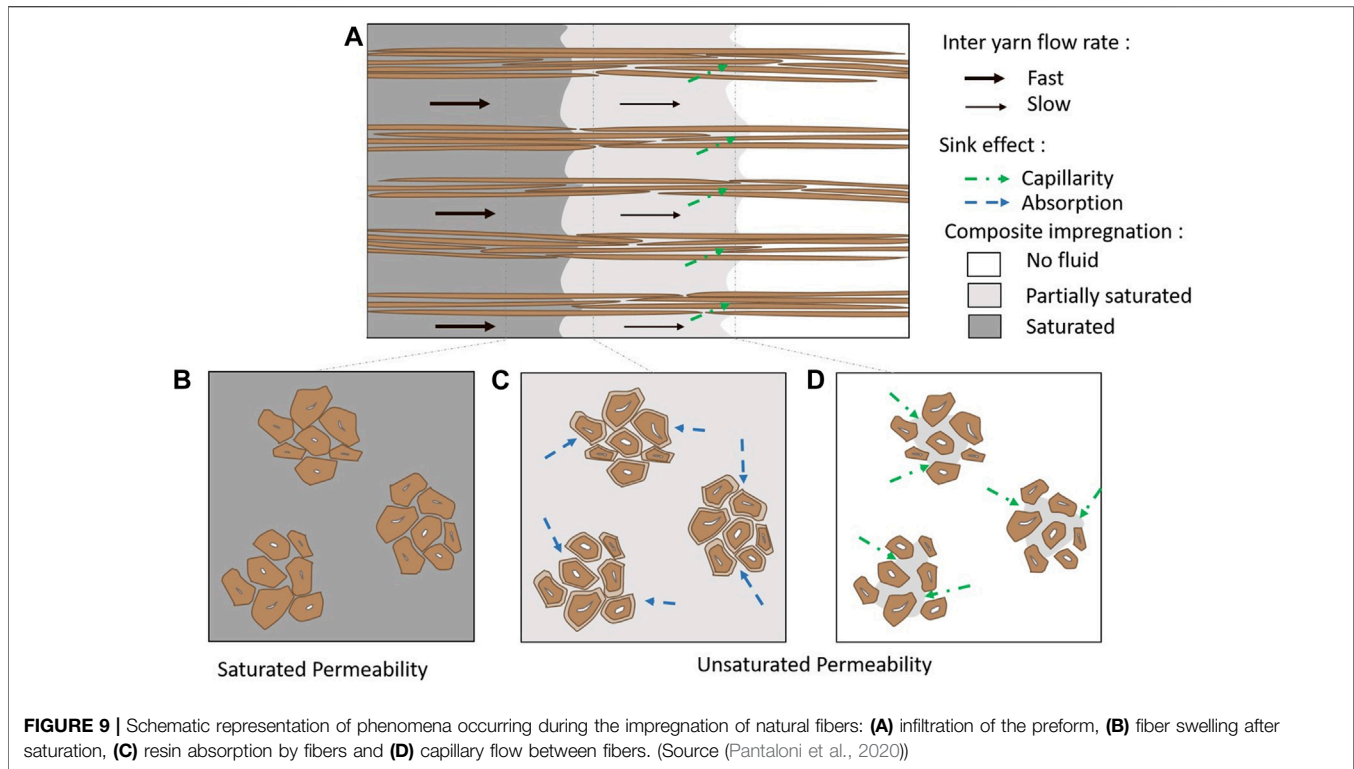 A
Inter yarn flow rate :
Fast
Slow
Sink effect :
Capillarity
Absorption
Composite impregnation :
No fluid
Partially saturated
Saturated
B
C
D
Saturated Permeability
Unsaturated Permeability
FIGURE 9 | Schematic representation of phenomena occurring during the impregnation of natural fibers: (A) infiltration of the preform, (B) fiber swelling after
saturation, (C) resin absorption by fibers and (D) capillary flow between fibers. (Source (Pantaloni et al., 2020))